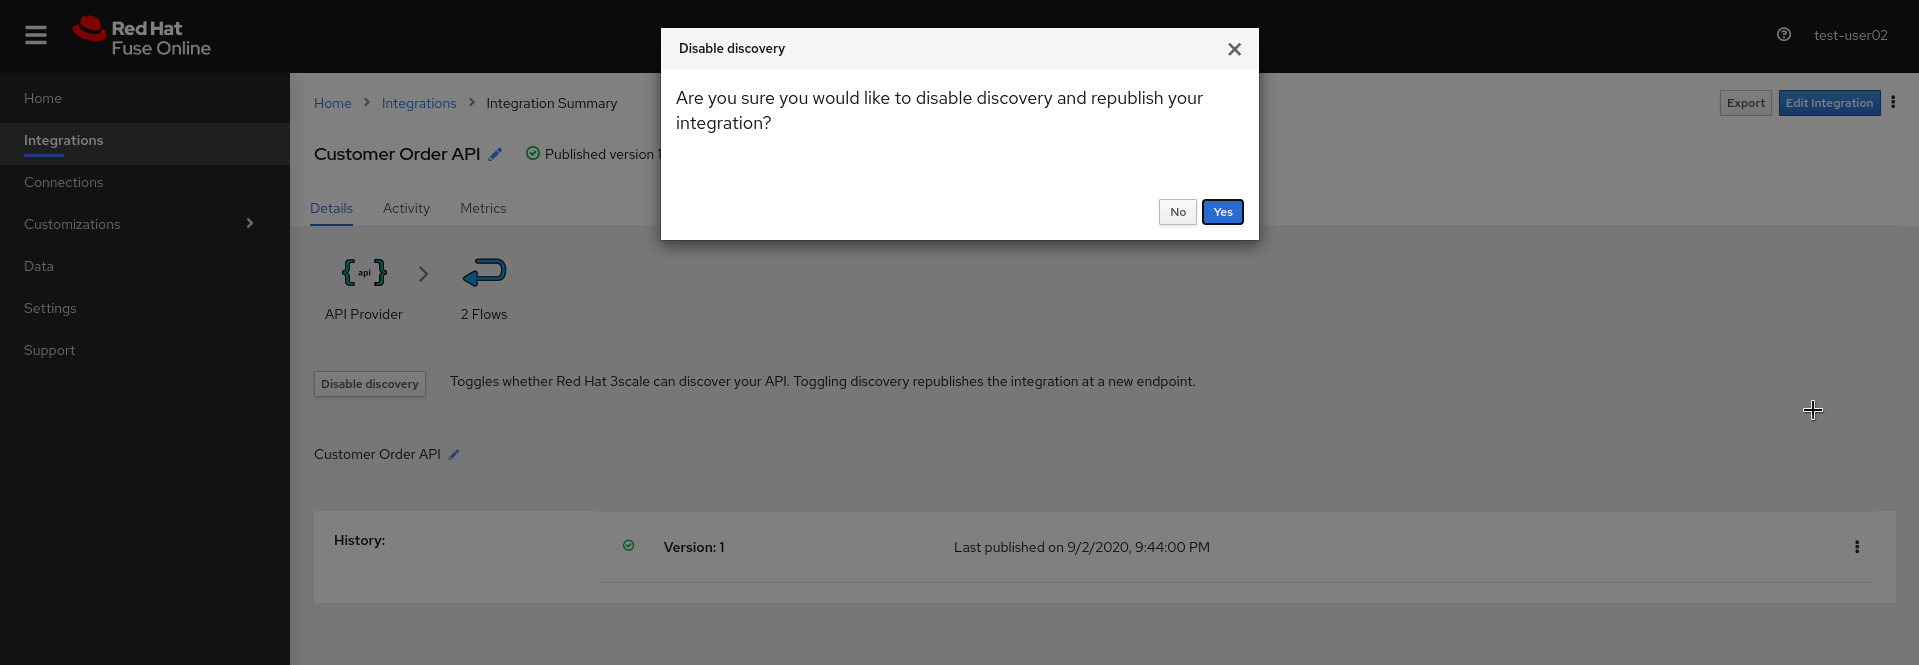 Red Hat
Fuse Online
test-user02
Disable discovery
Are you sure you would like to disable discovery and republish your
integration?
No
Yes
Home
Integrations
Connections
Customizations
Data
Settings
Support
Home
Integrations
Integration Summary
Export
Edit Integration
Customer Order API
Published version 1
Details
Activity
Metrics
api
API Provider
2 Flows
Disable discovery
Toggles whether Red Hat 3scale can discover your API. Toggling discovery republishes the integration at a new endpoint.
Customer Order API
History:
Version: 1
Last published on 9/2/2020, 9:44:00 PM